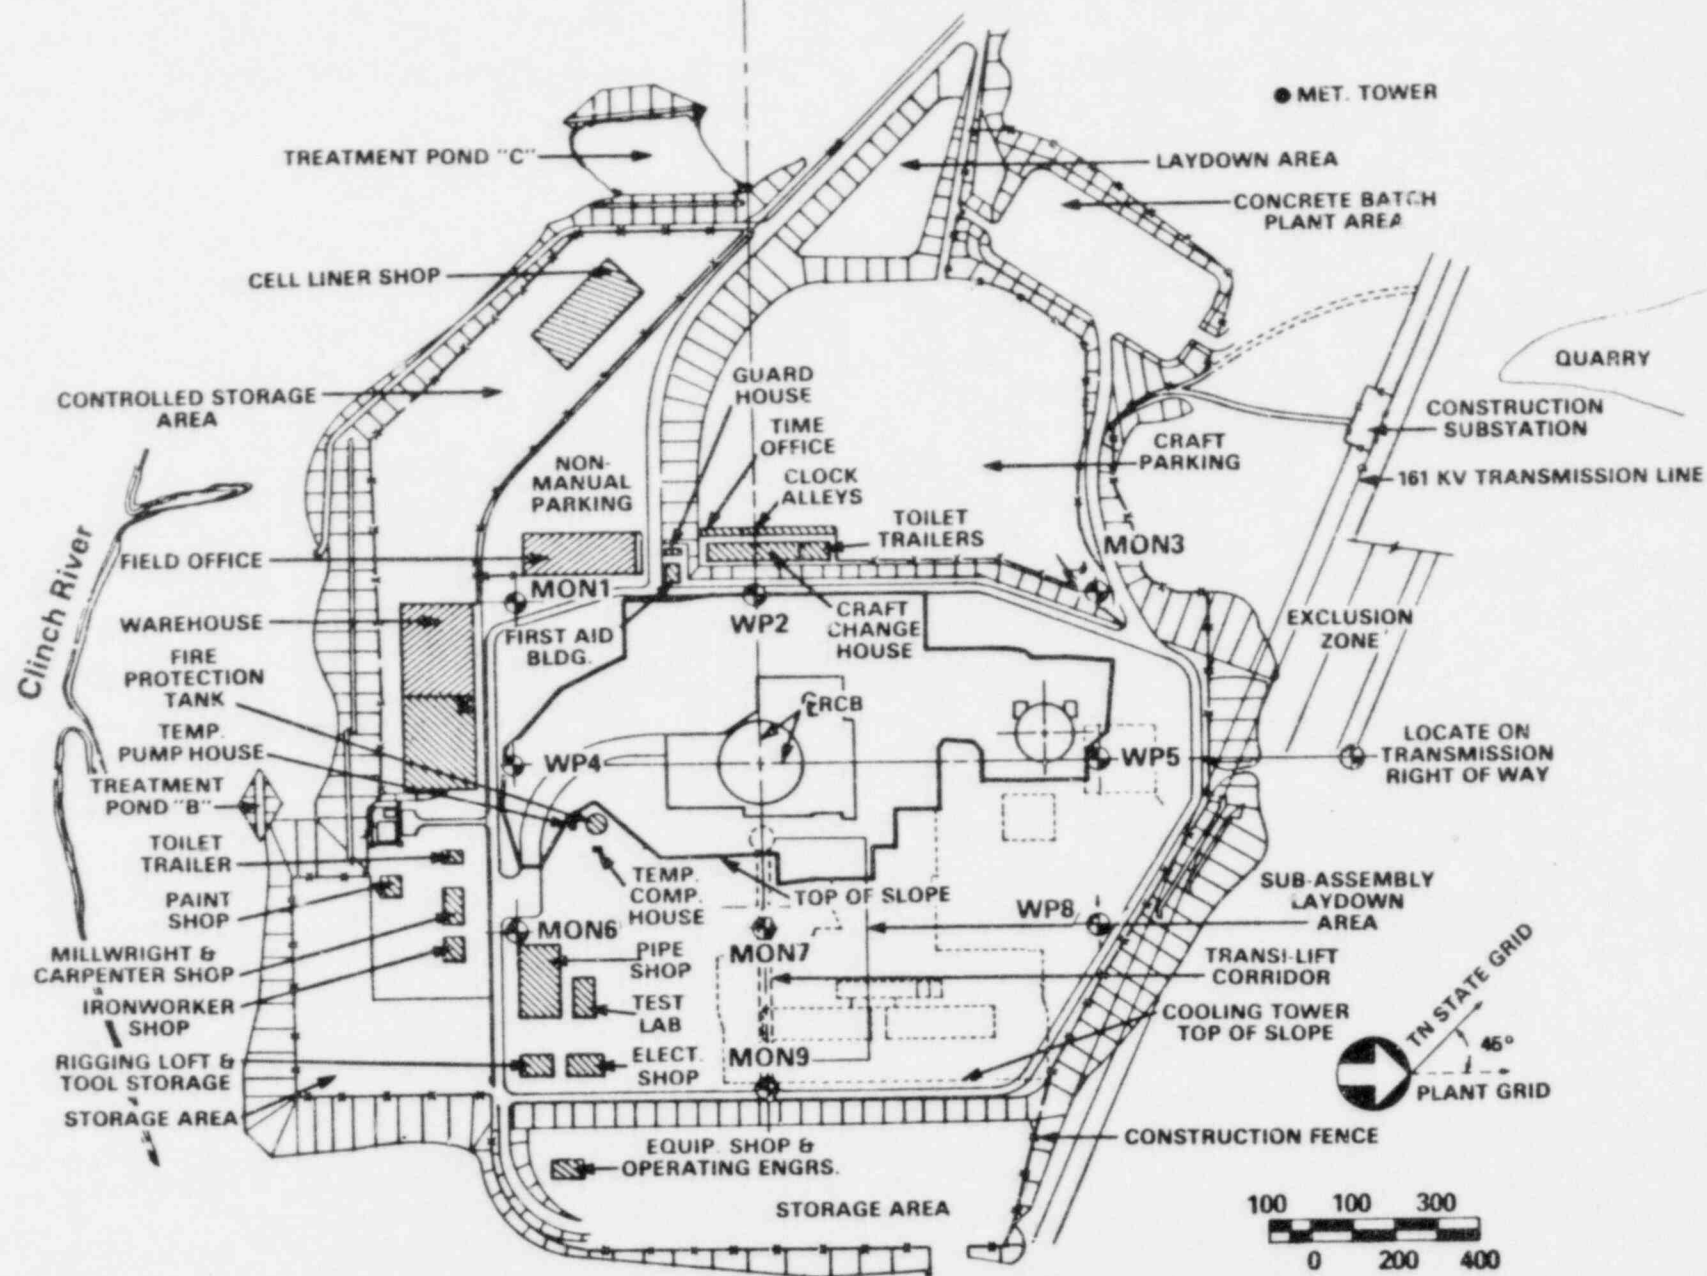 MET. TOWER
TREATMENT POND "C"
LAYDOWN AREA
CONCRETE BATCH
PLANT AREA
CELL LINER SHOP
QUARRY
GUARD
HOUSE
CONTROLLED STORAGE
AREA
CONSTRUCTION
SUBSTATION
TIME
OFFICE
CRAFT
PARKING
NON-
MANUAL
PARKING
CLOCK
ALLEYS
161 KV TRANSMISSION LINE
TOILET
TRAILERS
MON3
Clinch River
FIELD OFFICE
MON1
WAREHOUSE
FIRST AID
BLDG.
WP2
CRAFT
CHANGE
HOUSE
EXCLUSION
ZONE
FIRE
PROTECTION
TANK
RCB
TEMP.
PUMP HOUSE
WP4
WP5
LOCATE ON
TRANSMISSION
RIGHT OF WAY
TREATMENT
POND "B"
TOILET
TRAILER
TEMP.
COMP.
HOUSE
TOP OF SLOPE
PAINT
SHOP
SUB-ASSEMBLY
LAYDOWN
AREA
WP8
MON6
MON7
MILLWRIGHT &
CARPENTER SHOP
PIPE
SHOP
TRANSI-LIFT
CORRIDOR
IRONWORKER
SHOP
TEST
LAB
COOLING TOWER
TOP OF SLOPE
TN STATE GRID
45°
PLANT GRID
RIGGING LOFT &
TOOL STORAGE
ELECT.
SHOP
MON9
STORAGE AREA
EQUIP. SHOP &
OPERATING ENGRS.
CONSTRUCTION FENCE
STORAGE AREA
100 100 300
0 200 400